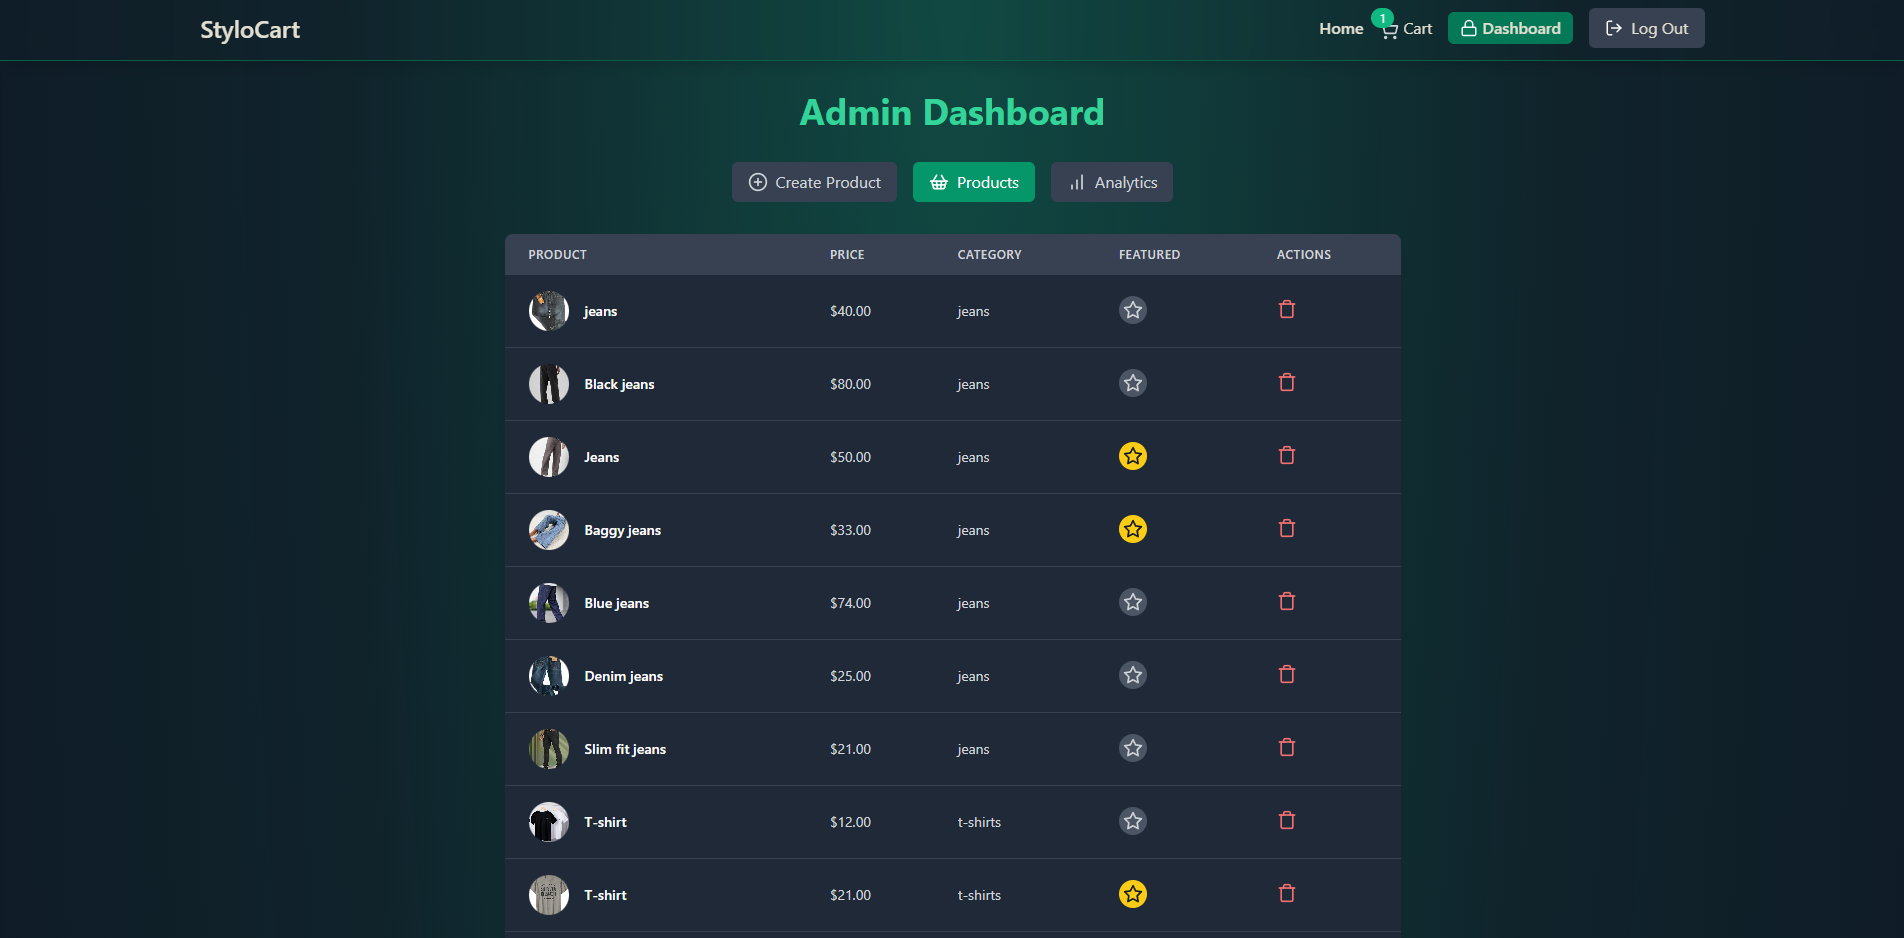 StyloCart
Home 1 Cart Dashboard Log Out
Admin Dashboard
Create Product Products Analytics
PRODUCT PRICE CATEGORY FEATURED ACTIONS
jeans $40.00 jeans
Black jeans $80.00 jeans
Jeans $50.00 jeans
Baggy jeans $33.00 jeans
Blue jeans $74.00 jeans
Denim jeans $25.00 jeans
Slim fit jeans $21.00 jeans
T-shirt $12.00 t-shirts
T-shirt $21.00 t-shirts